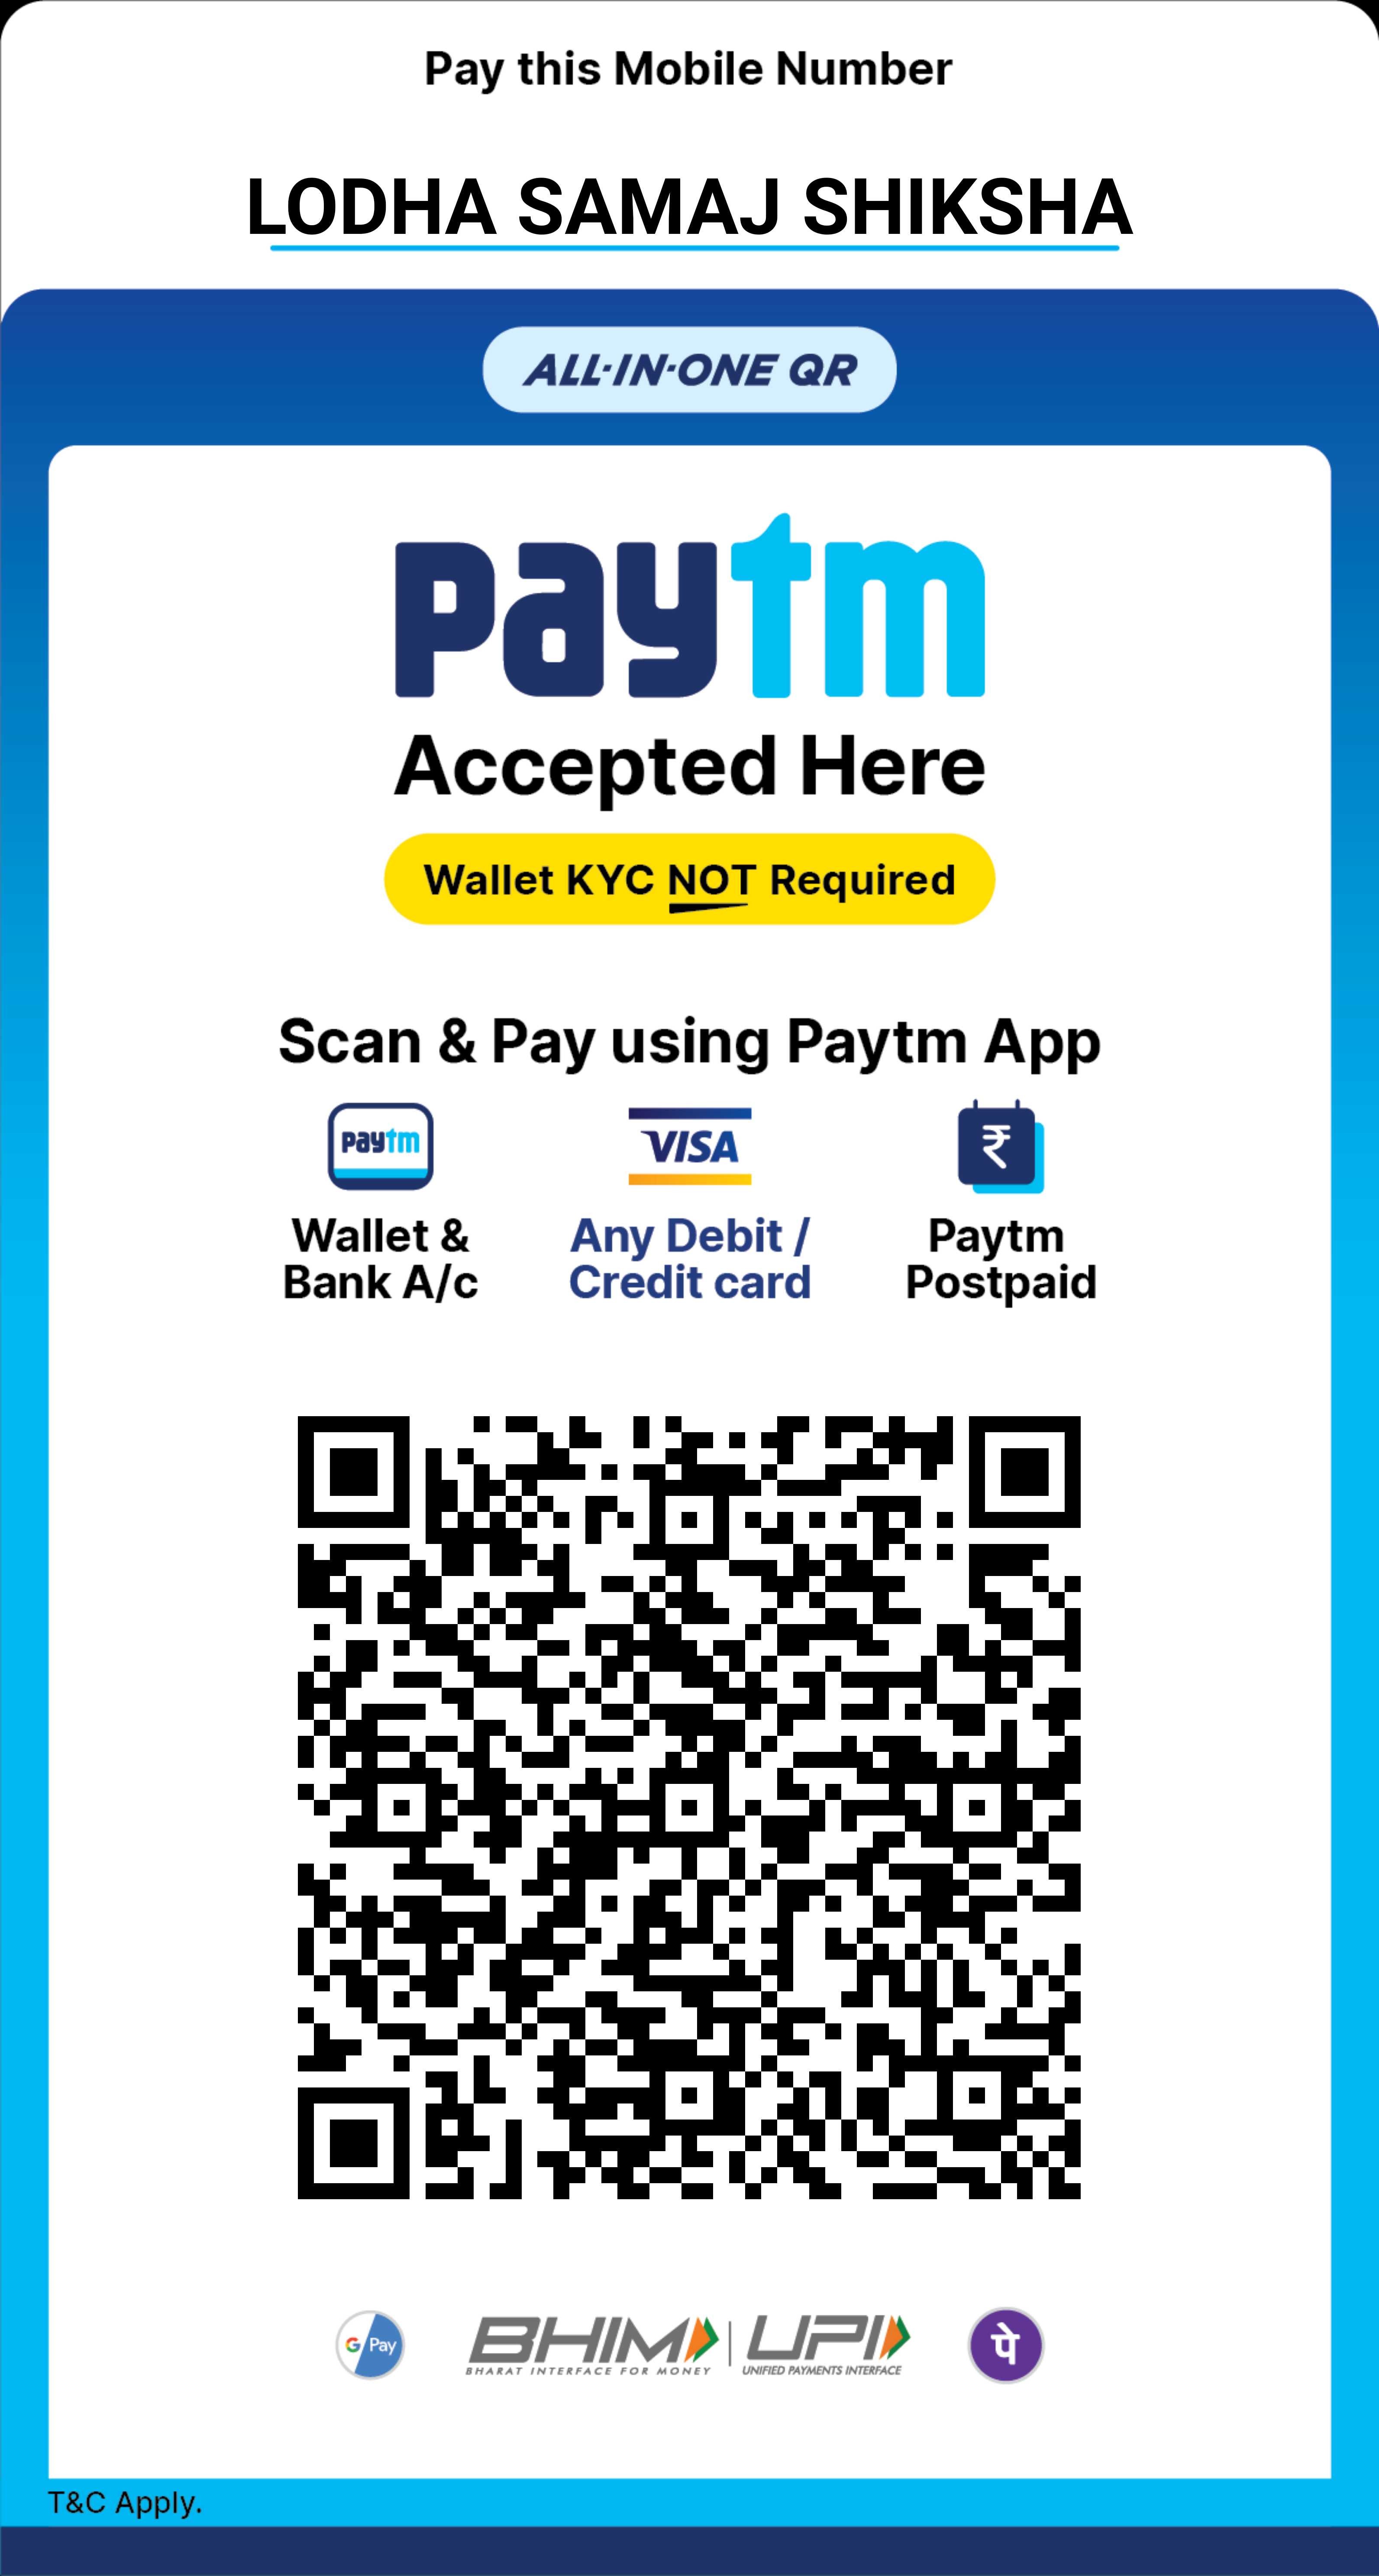 Pay this Mobile Number
LODHA SAMAJ SHIKSHA
ALL-IN-ONE QR
paytm
Accepted Here
Wallet KYC NOT Required
Scan & Pay using Paytm App
paytm
VISA
₹
Wallet &
Bank A/c
Any Debit /
Credit card
Paytm
Postpaid
G Pay
BHIM
BHARAT INTERFACE FOR MONEY
UPI
UNIFIED PAYMENTS INTERFACE
पे
T&C Apply.